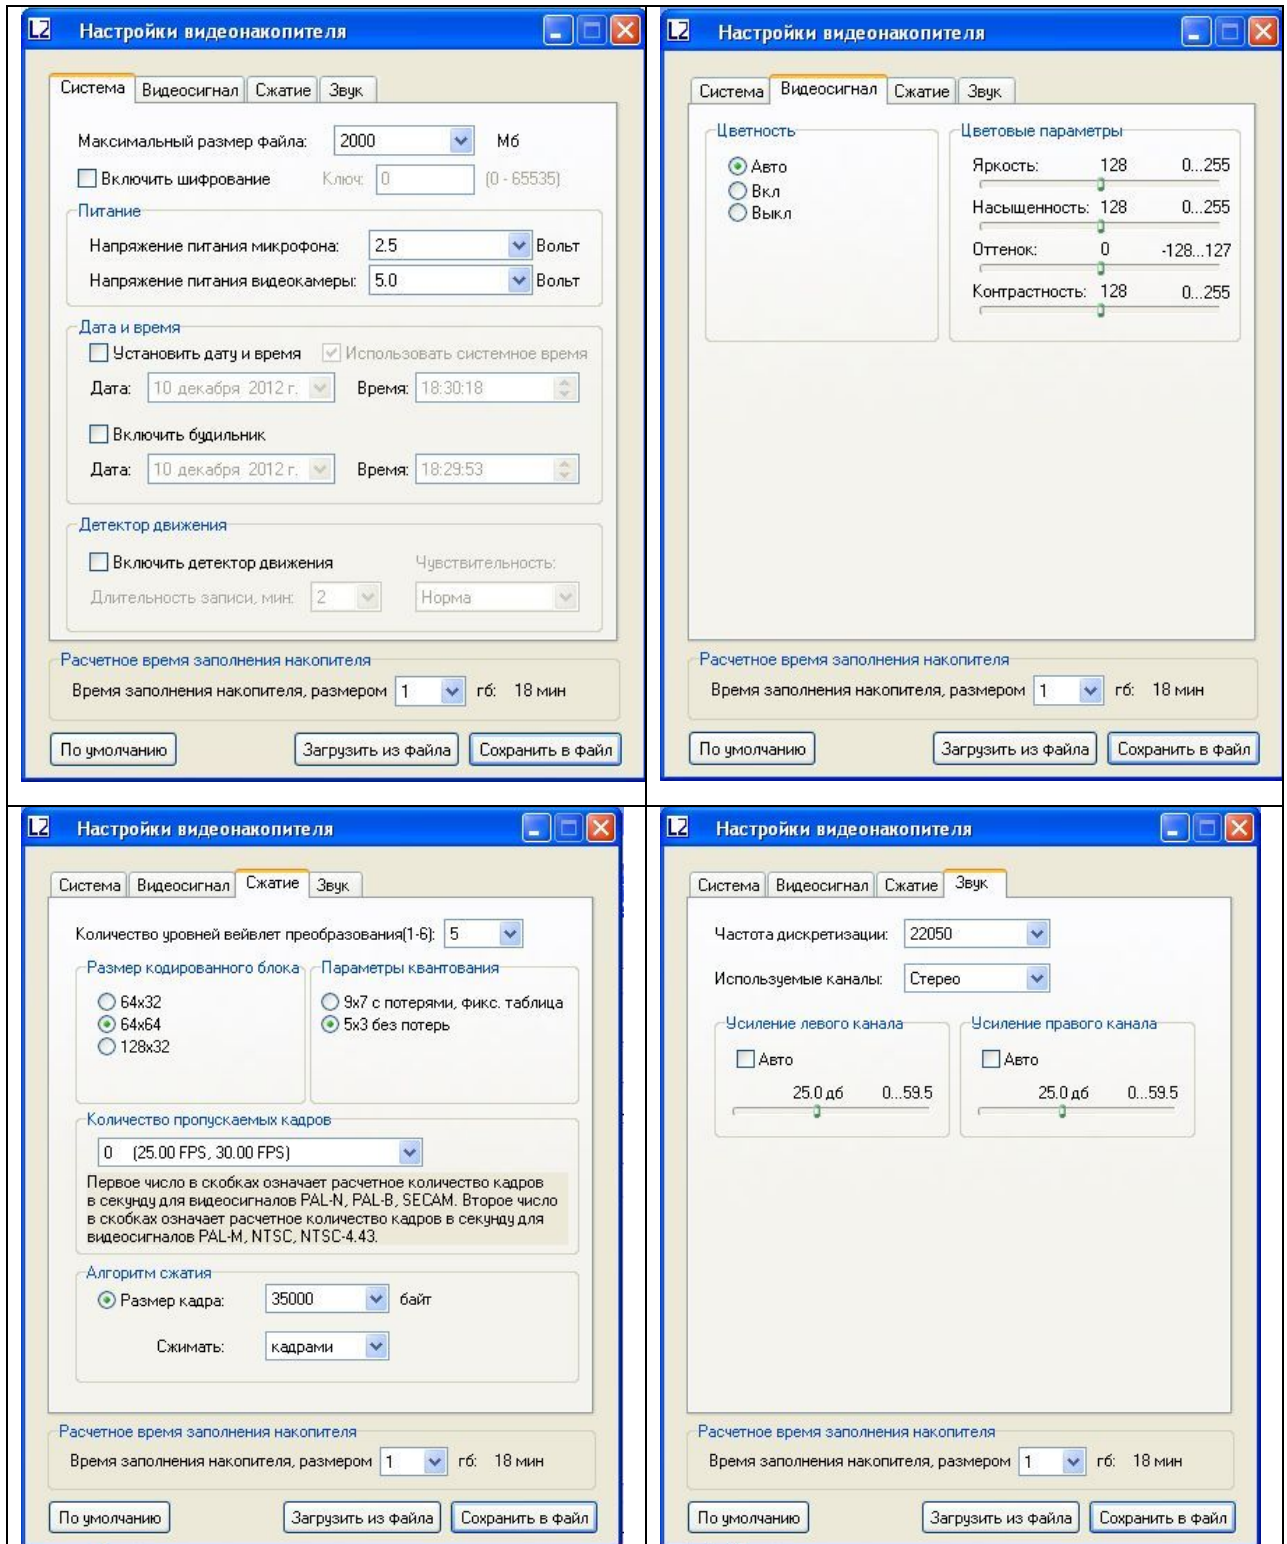 L2 Настройки видеонакопителя
Система Видеосигнал Сжатие Звук
Максимальный размер файла: 2000 Мб
Включить шифрование Ключ: 0 (0 - 65535)
Питание
Напряжение питания микрофона: 2.5 Вольт
Напряжение питания видеокамеры: 5.0 Вольт
Дата и время
Установить дату и время Использовать системное время
Дата: 10 декабря 2012 г. Время: 18:30:18
Включить будильник
Дата: 10 декабря 2012 г. Время: 18:29:53
Детектор движения
Включить детектор движения Чувствительность:
Длительность записи, мин: 2 Норма
Расчетное время заполнения накопителя
Время заполнения накопителя, размером 1 гб: 18 мин
По умолчанию Загрузить из файла Сохранить в файл
L2 Настройки видеонакопителя
Система Видеосигнал Сжатие Звук
Цветность Цветовые параметры
Авто Яркость: 128 0...255
Вкл
Выкл Насыщенность: 128 0...255
Оттенок: 0 -128...127
Контрастность: 128 0...255
Расчетное время заполнения накопителя
Время заполнения накопителя, размером 1 гб: 18 мин
По умолчанию Загрузить из файла Сохранить в файл
L2 Настройки видеонакопителя
Система Видеосигнал Сжатие Звук
Количество уровней вейвлет преобразования(1-6): 5
Размер кодированного блока Параметры квантования
64x32 9x7 с потерями, фикс. таблица
64x64 5x3 без потерь
128x32
Количество пропускаемых кадров
0 (25.00 FPS, 30.00 FPS)
Первое число в скобках означает расчетное количество кадров
в секунду для видеосигналов PAL-N, PAL-B, SECAM. Второе число
в скобках означает расчетное количество кадров в секунду для
видеосигналов PAL-M, NTSC, NTSC-4.43.
Алгоритм сжатия
Размер кадра: 35000 байт
Сжимать: кадрами
Расчетное время заполнения накопителя
Время заполнения накопителя, размером 1 гб: 18 мин
По умолчанию Загрузить из файла Сохранить в файл
L2 Настройки видеонакопителя
Система Видеосигнал Сжатие Звук
Частота дискретизации: 22050
Используемые каналы: Стерео
Усиление левого канала Усиление правого канала
Авто Авто
25.0 дб 0...59.5 25.0 дб 0...59.5
Расчетное время заполнения накопителя
Время заполнения накопителя, размером 1 гб: 18 мин
По умолчанию Загрузить из файла Сохранить в файл